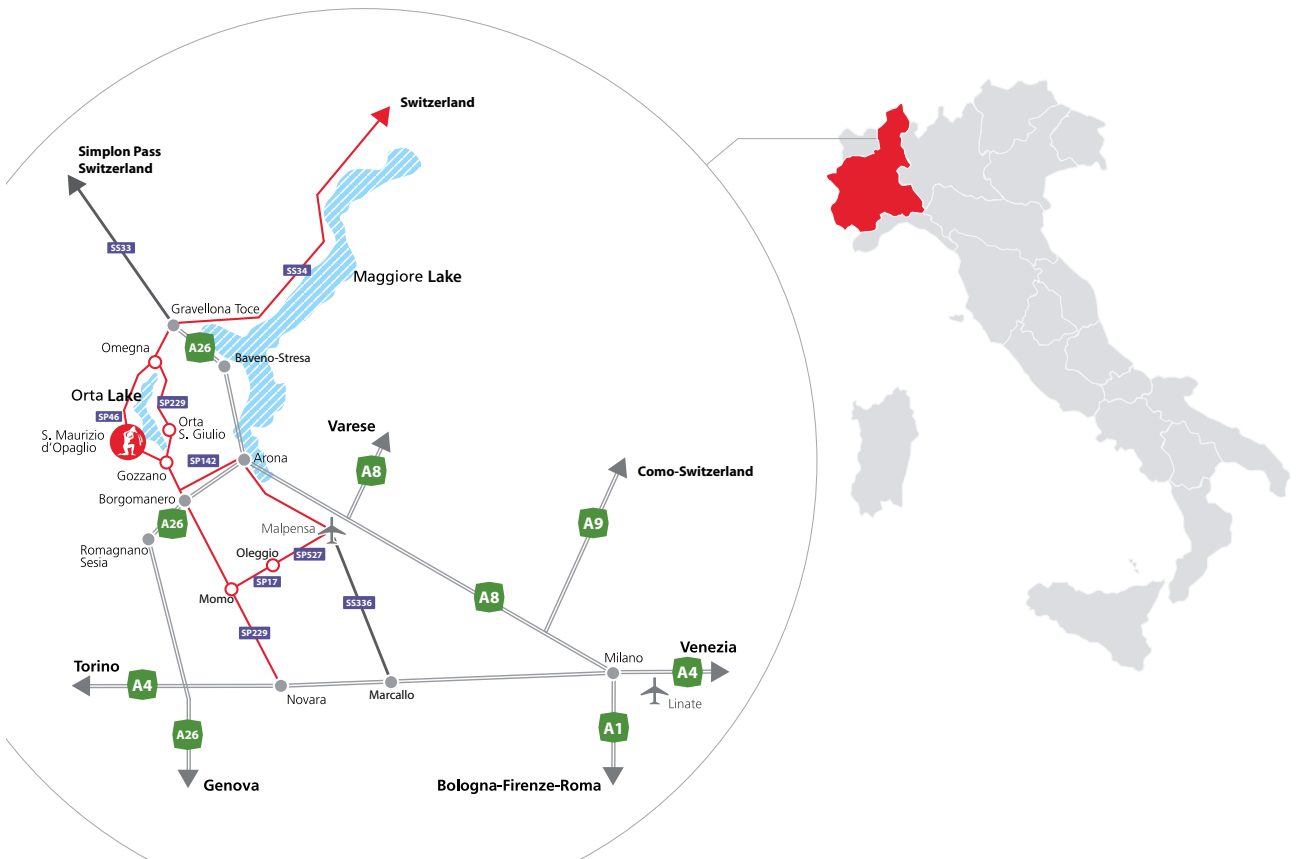 Switzerland
Simplon Pass
Switzerland
SS33
SS34
Maggiore Lake
Gravellona Toce
A26
Omegna
Baveno-Stresa
Orta Lake
SP229
SP46
Orta
S. Giulio
S. Maurizio
d'Opaglio
Varese
Gozzano
SP142
Arona
A8
Como-Switzerland
Borgomanero
A26
Malpensa
A9
Romagnano
Sesia
Oleggio
SP527
SP17
Momo
SS336
A8
SP229
Torino
A4
Novara
Marcallo
Milano
Venezia
A4
Linate
A26
A1
Genova
Bologna-Firenze-Roma